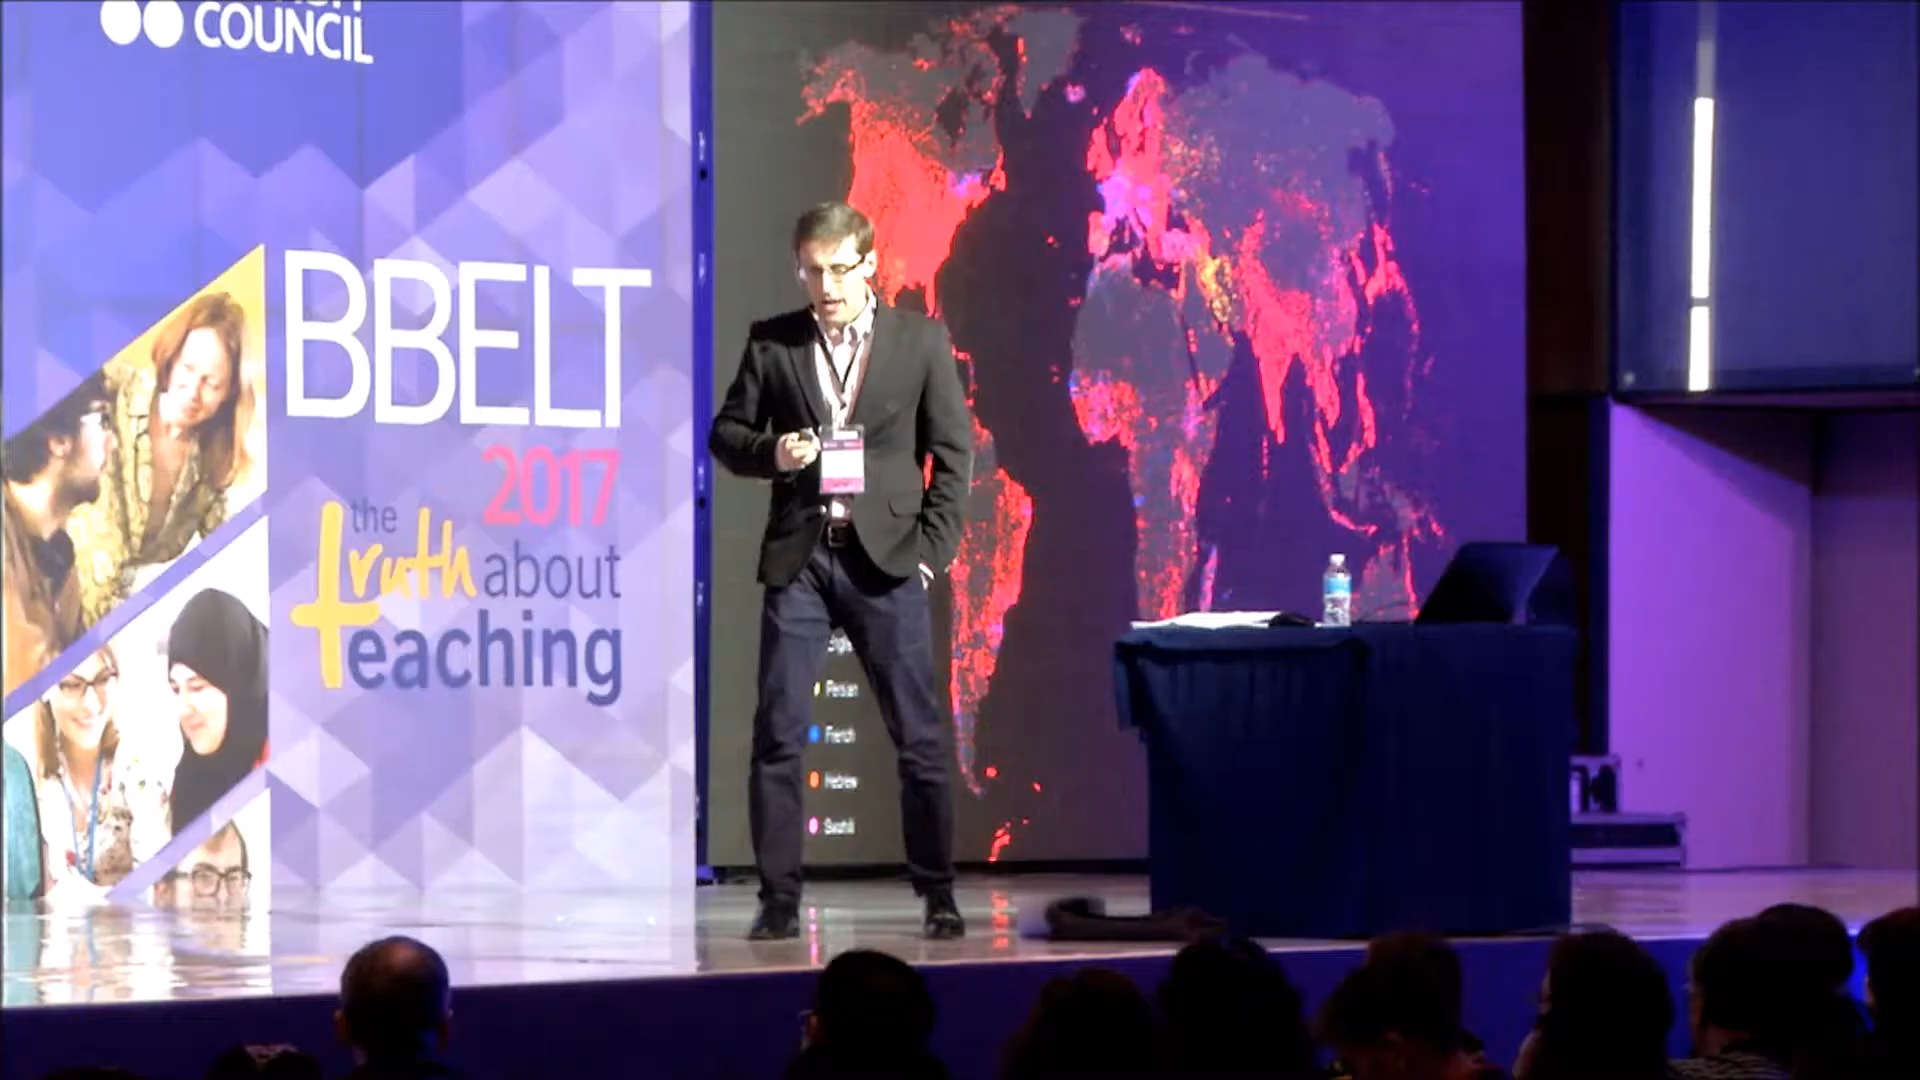 COUNCIL
BBELT
2017
the
truth about
teaching
Persian
French
Hebrew
Swahili